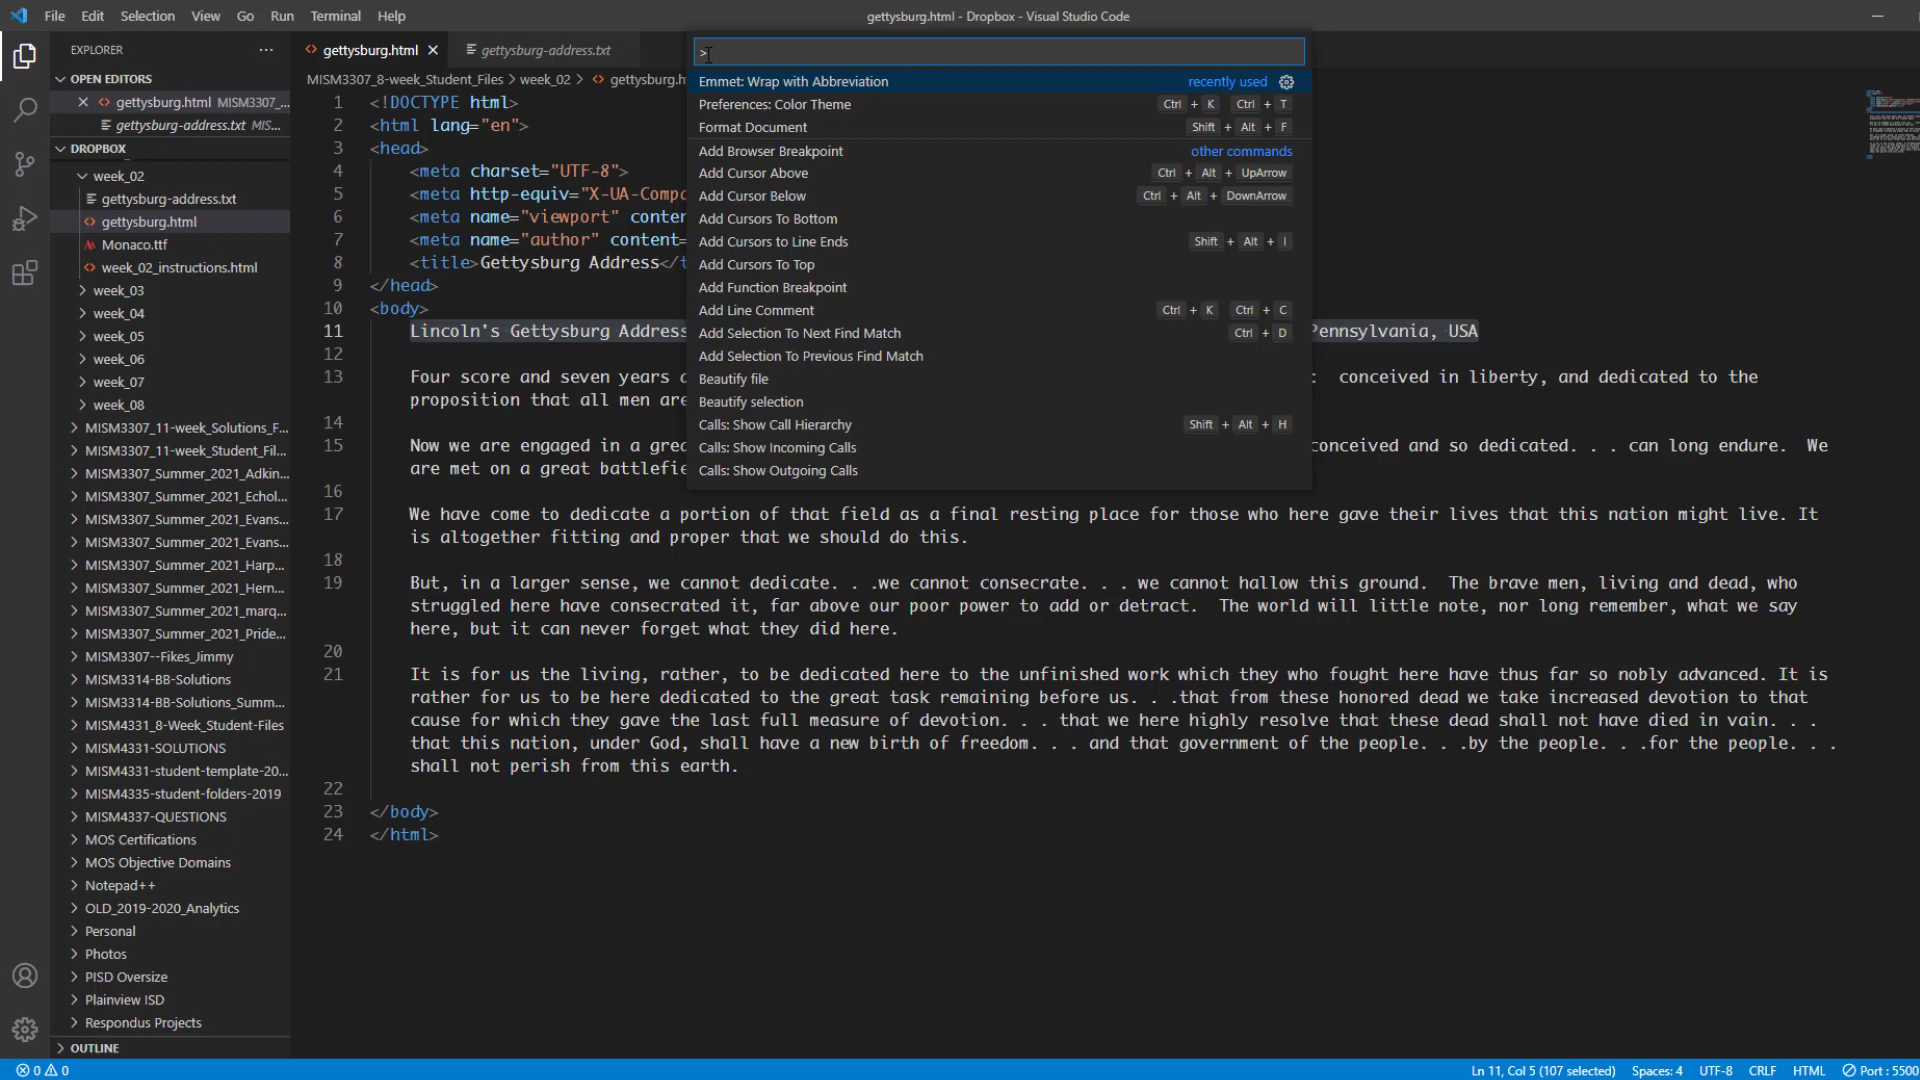 File Edit Selection View Go Run Terminal Help
gettysburg.html - Dropbox - Visual Studio Code
EXPLORER ...
OPEN EDITORS
gettysburg.html MISM3307_...
gettysburg-address.txt MIS...
DROPBOX
week_02
gettysburg-address.txt
gettysburg.html
Monaco.ttf
week_02_instructions.html
week_03
week_04
week_05
week_06
week_07
week_08
MISM3307_11-week_Solutions_F...
MISM3307_11-week_Student_Fil...
MISM3307_Summer_2021_Adkin...
MISM3307_Summer_2021_Echol...
MISM3307_Summer_2021_Evans...
MISM3307_Summer_2021_Evans...
MISM3307_Summer_2021_Harp...
MISM3307_Summer_2021_Hern...
MISM3307_Summer_2021_marq...
MISM3307_Summer_2021_Pride...
MISM3307--Fikes_Jimmy
MISM3314-BB-Solutions
MISM3314-BB-Solutions_Summ...
MISM4331_8-Week_Student-Files
MISM4331-SOLUTIONS
MISM4331-student-template-20...
MISM4335-student-folders-2019
MISM4337-QUESTIONS
MOS Certifications
MOS Objective Domains
Notepad++
OLD_2019-2020_Analytics
Personal
Photos
PISD Oversize
Plainview ISD
Respondus Projects
OUTLINE
gettysburg.html gettysburg-address.txt
MISM3307_8-week_Student_Files > week_02 > gettysburg.h
>
Emmet: Wrap with Abbreviation recently used
Preferences: Color Theme Ctrl + K Ctrl + T
Format Document Shift + Alt + F
Add Browser Breakpoint other commands
Add Cursor Above Ctrl + Alt + UpArrow
Add Cursor Below Ctrl + Alt + DownArrow
Add Cursors To Bottom
Add Cursors to Line Ends Shift + Alt + I
Add Cursors To Top
Add Function Breakpoint
Add Line Comment Ctrl + K Ctrl + C
Add Selection To Next Find Match Ctrl + D
Add Selection To Previous Find Match
Beautify file
Beautify selection
Calls: Show Call Hierarchy Shift + Alt + H
Calls: Show Incoming Calls
Calls: Show Outgoing Calls
1 <!DOCTYPE html>
2 <html lang="en">
3 <head>
4 <meta charset="UTF-8">
5 <meta http-equiv="X-UA-Compa
6 <meta name="viewport" conten
7 <meta name="author" content=
8 <title>Gettysburg Address</t
9 </head>
10 <body>
11 Lincoln's Gettysburg Address Pennsylvania, USA
12
13 Four score and seven years a : conceived in liberty, and dedicated to the
proposition that all men are
14
15 Now we are engaged in a grea conceived and so dedicated. . . can long endure. We
are met on a great battlefie
16
17 We have come to dedicate a portion of that field as a final resting place for those who here gave their lives that this nation might live. It
is altogether fitting and proper that we should do this.
18
19 But, in a larger sense, we cannot dedicate. . .we cannot consecrate. . . we cannot hallow this ground. The brave men, living and dead, who
struggled here have consecrated it, far above our poor power to add or detract. The world will little note, nor long remember, what we say
here, but it can never forget what they did here.
20
21 It is for us the living, rather, to be dedicated here to the unfinished work which they who fought here have thus far so nobly advanced. It is
rather for us to be here dedicated to the great task remaining before us. . .that from these honored dead we take increased devotion to that
cause for which they gave the last full measure of devotion. . . that we here highly resolve that these dead shall not have died in vain. . .
that this nation, under God, shall have a new birth of freedom. . . and that government of the people. . .by the people. . .for the people. . .
shall not perish from this earth.
22
23 </body>
24 </html>
0 0
Ln 11, Col 5 (107 selected) Spaces: 4 UTF-8 CRLF HTML Port : 5500